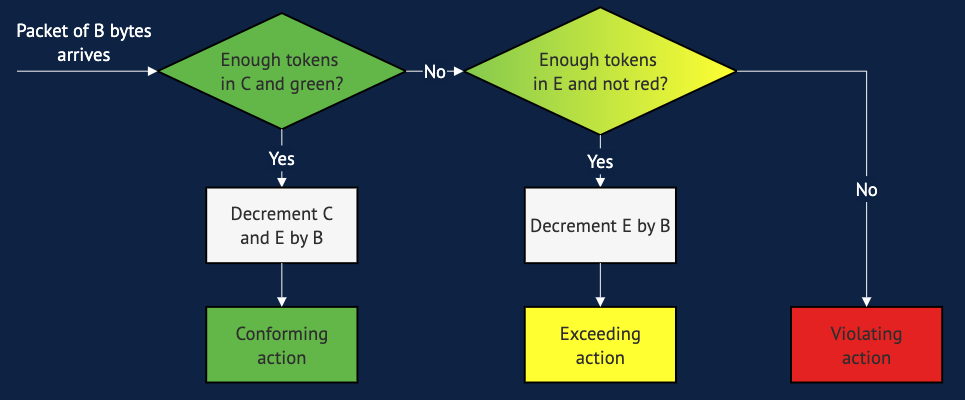 Packet of B bytes
arrives
Enough tokens
in C and green?
No
Enough tokens
in E and not red?
Yes
Yes
No
Decrement C
and E by B
Decrement E by B
Conforming
action
Exceeding
action
Violating
action